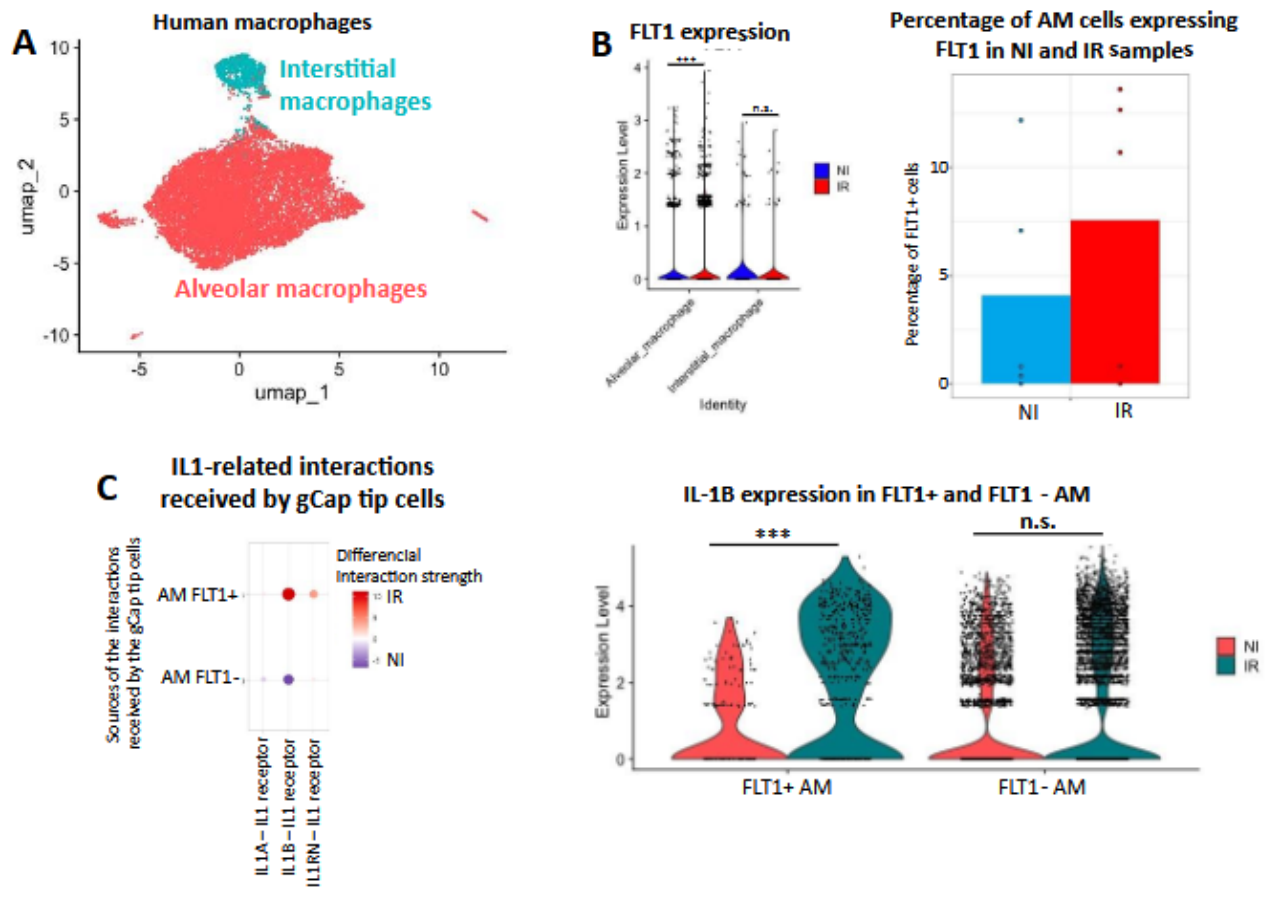 A
Human macrophages
Interstitial
macrophages
Alveolar macrophages
umap_2
10
5
0
-5
-10
-5
0
5
10
umap_1
B
FLT1 expression
***
n.s.
Expression Level
4
3
2
1
0
NI
IR
Alveolar_macrophage
Interstitial_macrophage
Identity
Percentage of AM cells expressing
FLT1 in NI and IR samples
Percentage of FLT1+ cells
10
5
0
NI
IR
C
IL1-related interactions
received by gCap tip cells
Sources of the interactions
received by the gCap tip cells
AM FLT1+
AM FLT1-
IL1A – IL1 receptor
IL1B – IL1 receptor
IL1RN – IL1 receptor
Differencial
Interaction strength
IR
NI
IL-1B expression in FLT1+ and FLT1 - AM
***
n.s.
Expression Level
4
2
0
FLT1+ AM
FLT1- AM
NI
IR